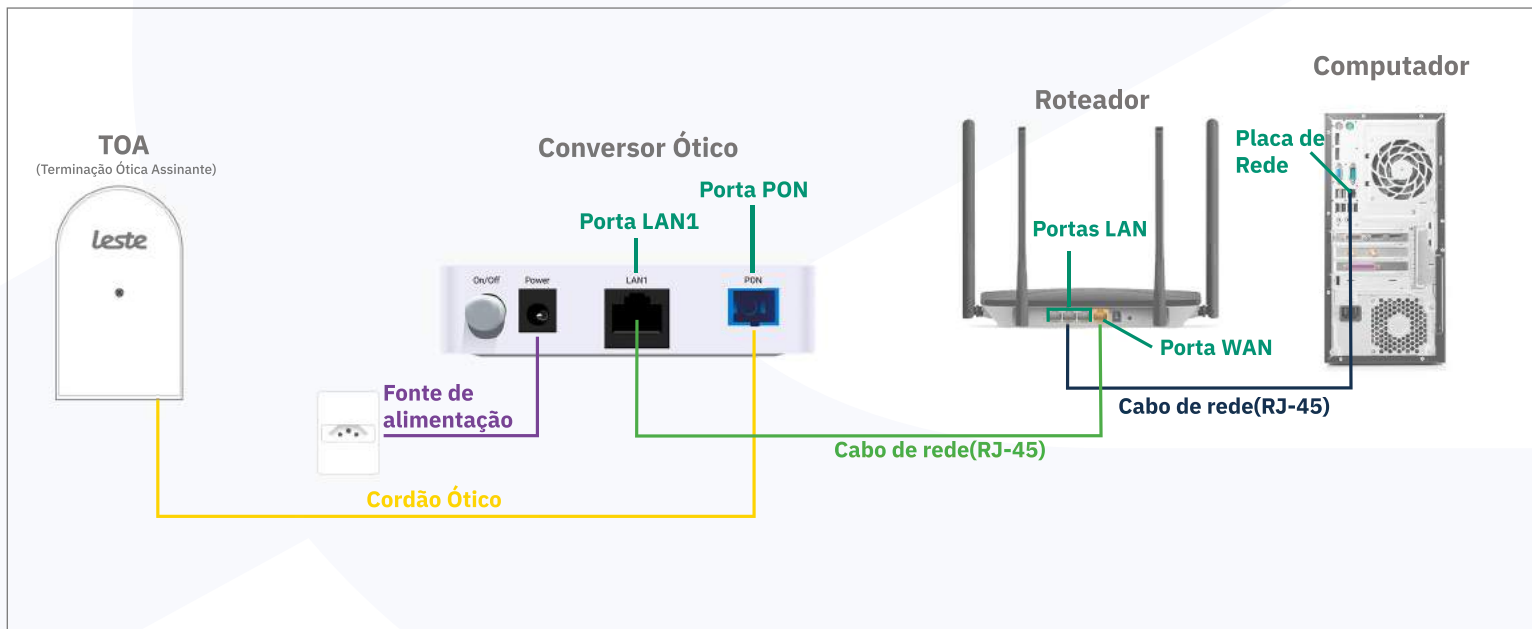 Computador
Roteador
TOA
(Terminação Ótica Assinante)
Conversor Ótico
Placa de
Rede
Porta PON
Porta LAN1
Portas LAN
leste
On/Off
Power
LAN1
PON
Porta WAN
Fonte de
alimentação
Cabo de rede(RJ-45)
Cabo de rede(RJ-45)
Cordão Ótico